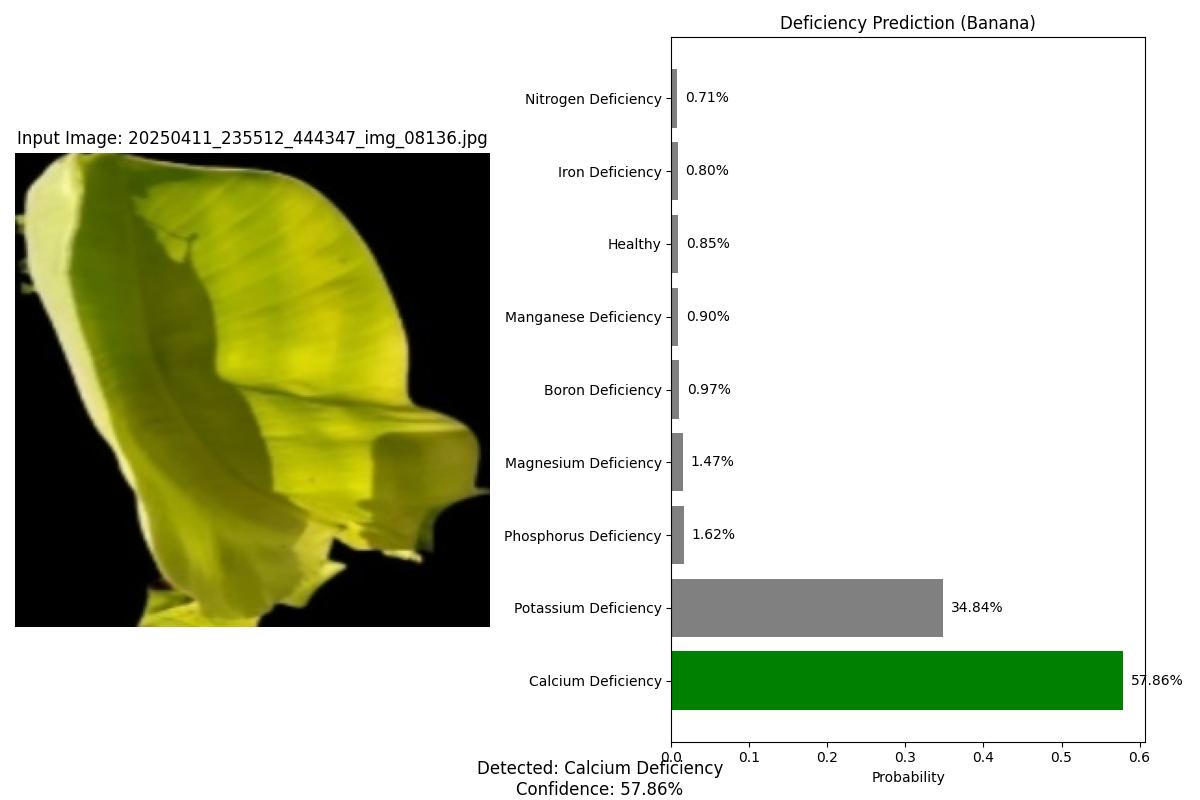 Deficiency Prediction (Banana)
Input Image: 20250411_235512_444347_img_08136.jpg
Nitrogen Deficiency 0.71%
Iron Deficiency 0.80%
Healthy 0.85%
Manganese Deficiency 0.90%
Boron Deficiency 0.97%
Magnesium Deficiency 1.47%
Phosphorus Deficiency 1.62%
Potassium Deficiency 34.84%
Calcium Deficiency 57.86%
0.0 0.1 0.2 0.3 0.4 0.5 0.6
Probability
Detected: Calcium Deficiency
Confidence: 57.86%